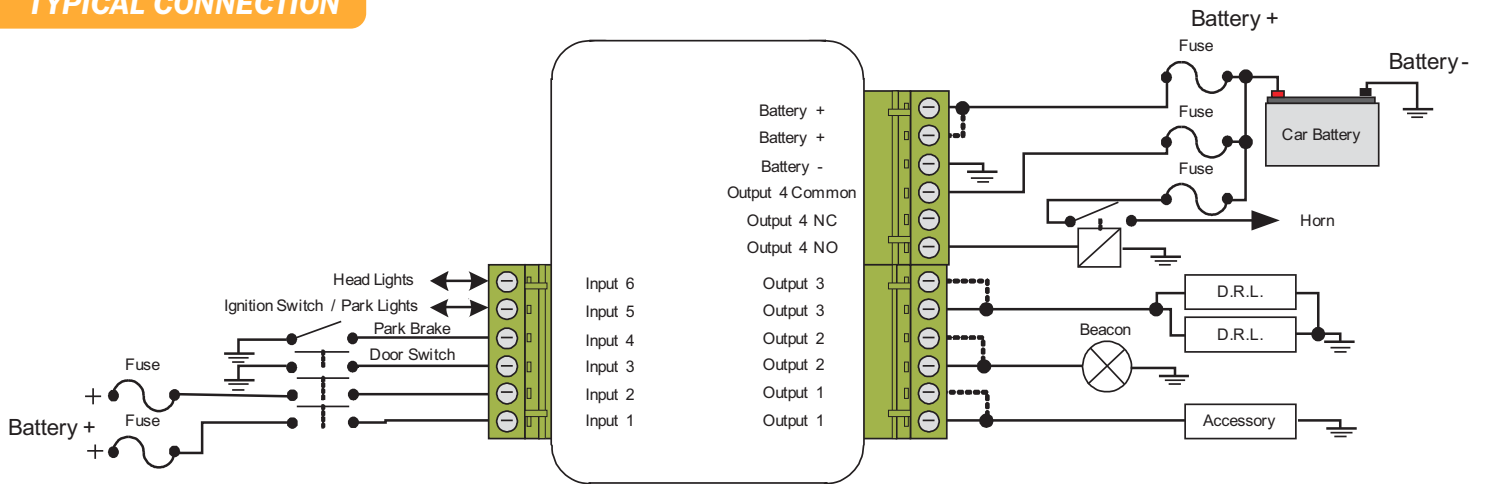 TYPICAL CONNECTION
Battery +
Fuse
Battery -
Battery +
Fuse
Car Battery
Battery +
Battery -
Fuse
Output 4 Common
Output 4 NC
Horn
Output 4 NO
Head Lights
Input 6
Output 3
D.R.L.
Ignition Switch / Park Lights
Input 5
Output 3
Park Brake
Input 4
Output 2
Beacon
D.R.L.
Door Switch
Input 3
Output 2
Fuse
+
Input 2
Output 1
Battery +
Fuse
Input 1
Output 1
Accessory
+